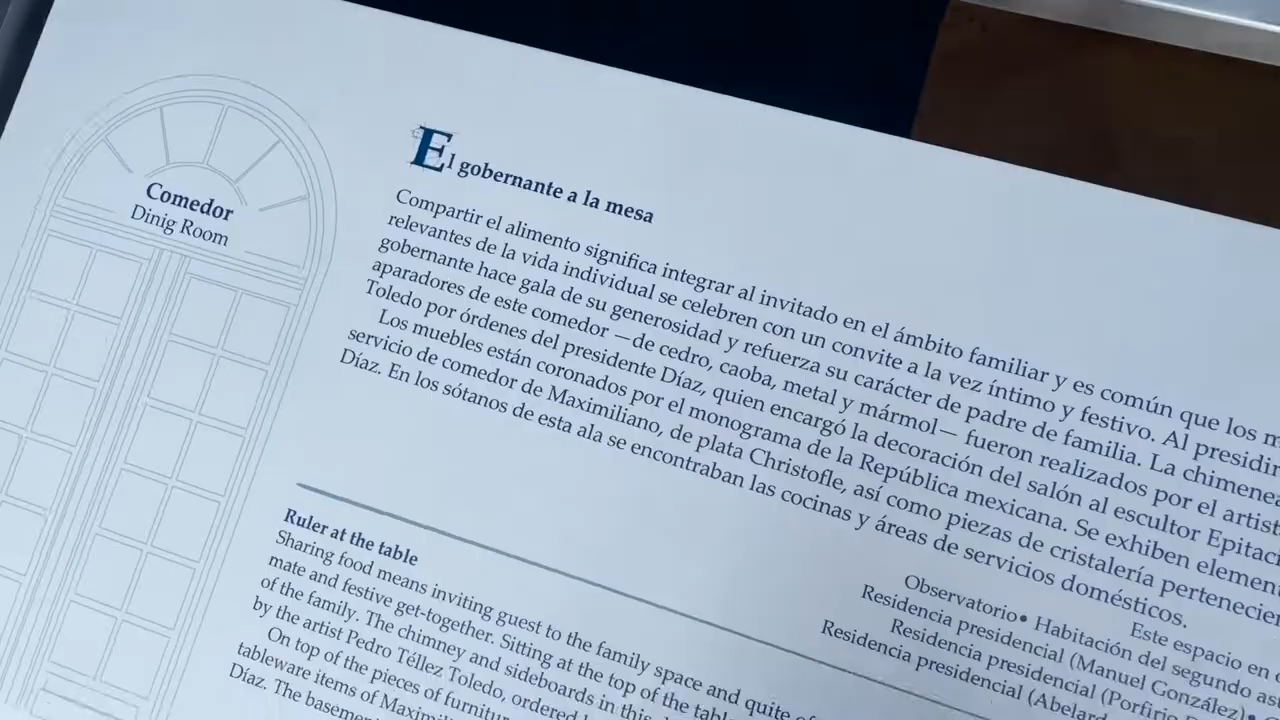 Comedor
Dinig Room
El gobernante a la mesa
Compartir el alimento significa integrar al invitado en el ámbito familiar y es común que los
relevantes de la vida individual se celebren con un convite a la vez íntimo y festivo. Al presidir
gobernante hace gala de su generosidad y refuerza su carácter de padre de familia. La chimenea
aparadores de este comedor —de cedro, caoba, metal y mármol— fueron realizados por el artist
Toledo por órdenes del presidente Díaz, quien encargó la decoración del salón al escultor Epitaci
Los muebles están coronados por el monograma de la República mexicana. Se exhiben element
servicio de comedor de Maximiliano, de plata Christofle, así como piezas de cristalería pertenecien
Díaz. En los sótanos de esta ala se encontraban las cocinas y áreas de servicios domésticos.
Este espacio en
Observatorio• Habitación del segundo as
Residencia presidencial (Manuel González)•
Residencia presidencial (Porfirio
Residencia presidencial (Abelar
Ruler at the table
Sharing food means inviting guest to the family space and quite
mate and festive get-together. Sitting at the top of the tabl
of the family. The chimney and sideboards in this
by the artist Pedro Téllez Toledo, ordered
On top of the pieces of furnitur
tableware items of Maximil
Díaz. The basemen